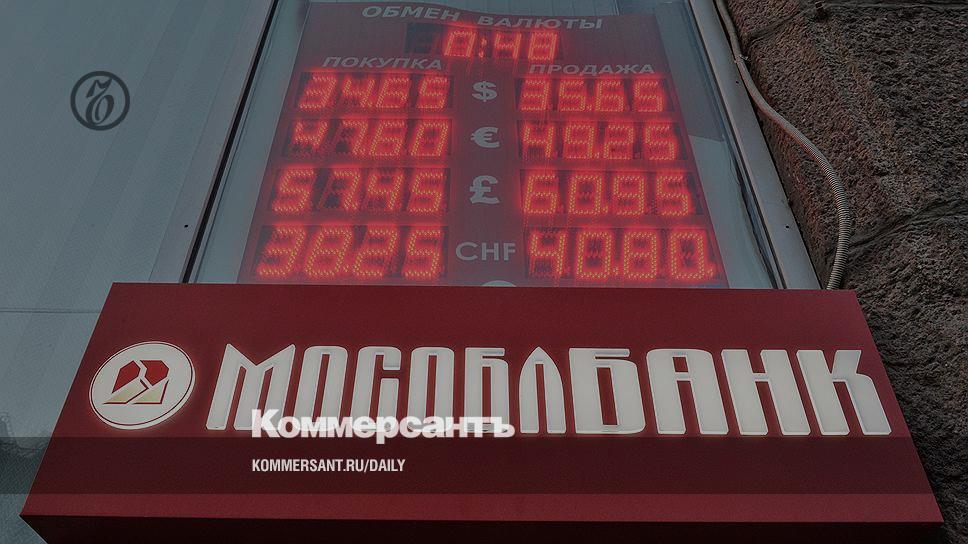 ОБМЕН ВАЛЮТЫ
0:48
ПОКУПКА ПРОДАЖА
34.65 $ 35.65
47.60 € 49.25
57.45 £ 60.95
38.25 CHF 40.80
МОСОБЛБАНК
Коммерсантъ
KOMMERSANT.RU/DAILY